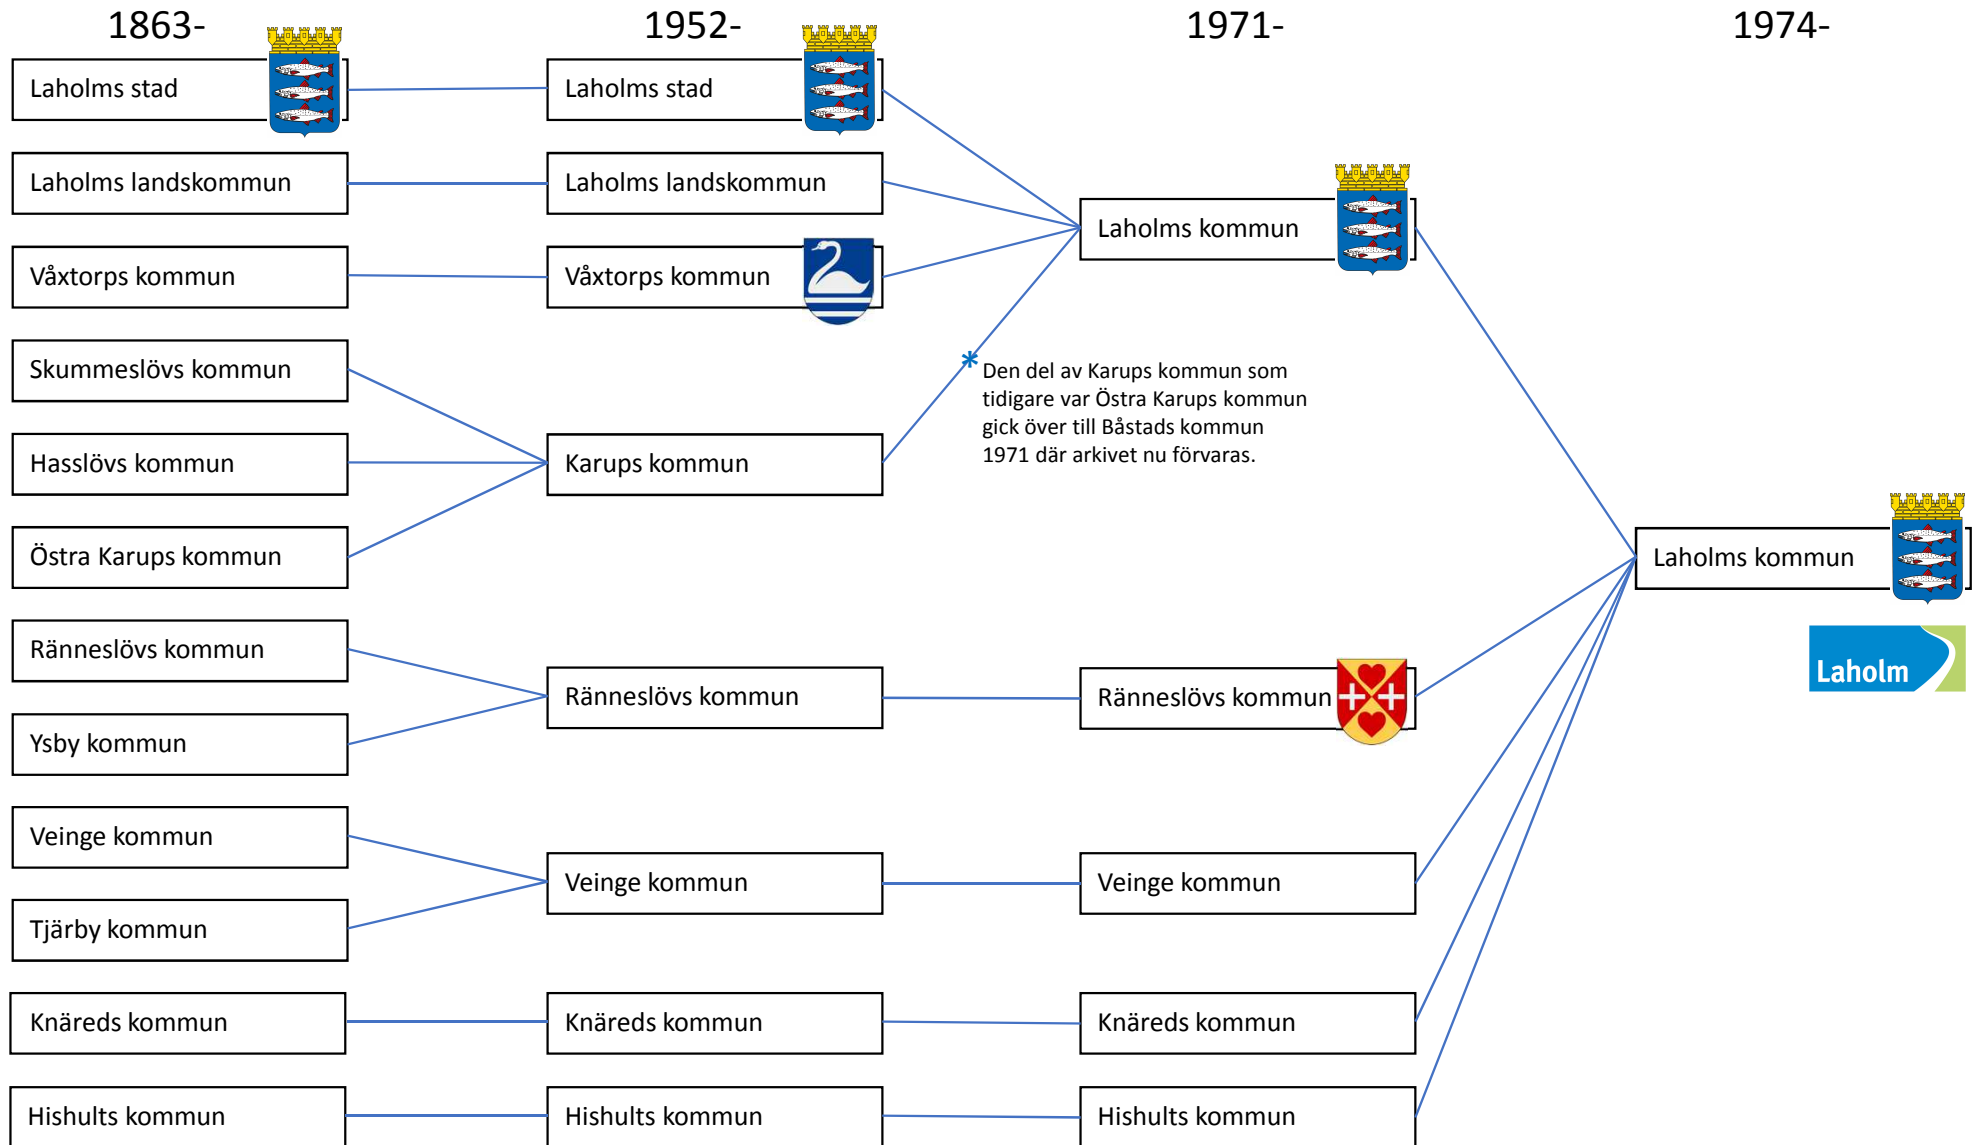 1863-
1952-
1971-
1974-
Laholms stad
Laholms stad
Laholms landskommun
Laholms landskommun
Laholms kommun
Våxtorps kommun
Våxtorps kommun
Skummeslövs kommun
* Den del av Karups kommun som
tidigare var Östra Karups kommun
gick över till Båstads kommun
1971 där arkivet nu förvaras.
Hasslövs kommun
Karups kommun
Östra Karups kommun
Laholms kommun
Laholm
Ränneslövs kommun
Ränneslövs kommun
Ränneslövs kommun
Ysby kommun
Veinge kommun
Veinge kommun
Veinge kommun
Tjärby kommun
Knäreds kommun
Knäreds kommun
Knäreds kommun
Hishults kommun
Hishults kommun
Hishults kommun